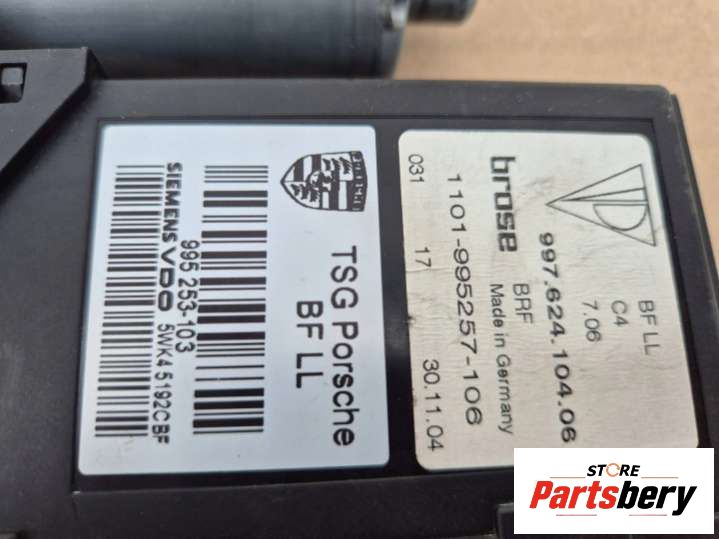 TSG Porsche
BF LL
995 253-103
SIEMENS VDO 5WK4 5192CBF
BF LL
C4
7.06
997.624.104.06
brose BRF Made in Germany
1101-995257-106
031 17 30.11.04
STORE
Partsbery